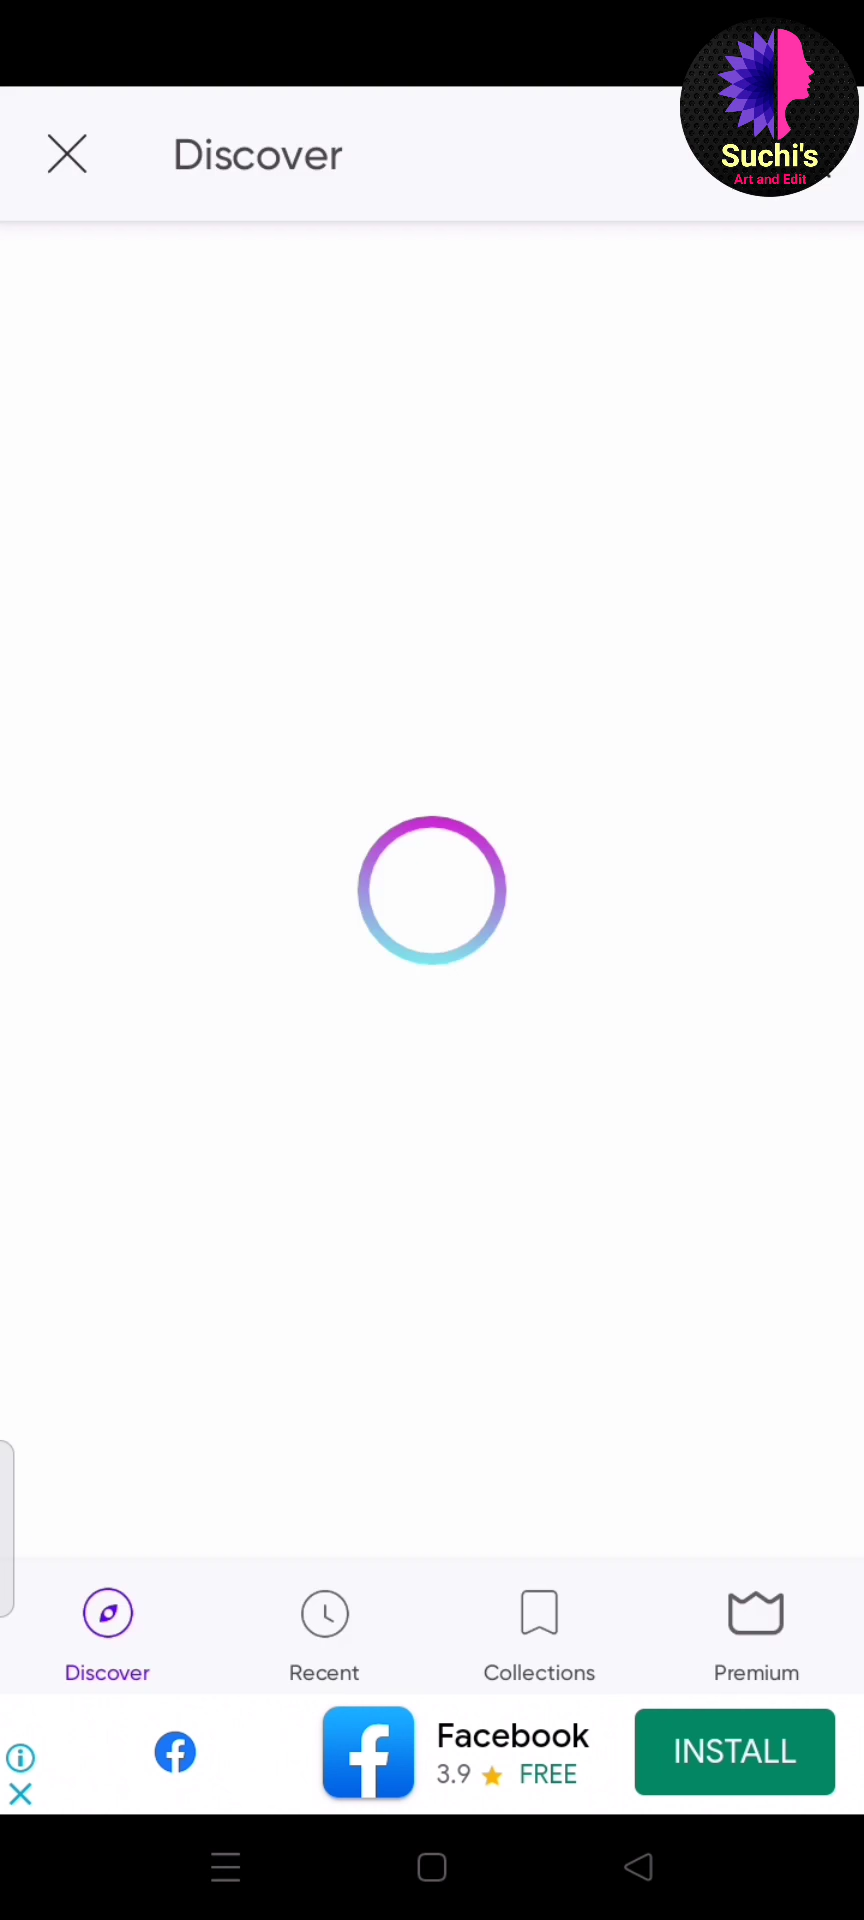 Discover
Suchi's
Art and Edit
Discover
Recent
Collections
Premium
Facebook
3.9 ★ FREE
INSTALL